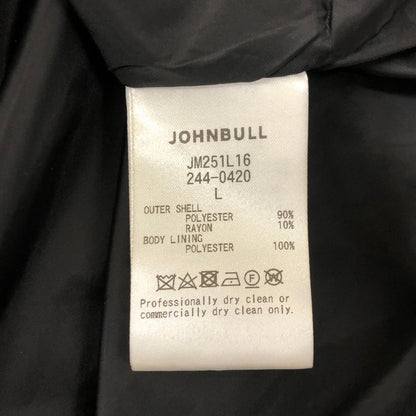 JOHNBULL
JM251L16
244-0420
L
OUTER SHELL
POLYESTER 90%
RAYON 10%
BODY LINING
POLYESTER 100%
F W
Professionally dry clean or
commercially dry clean only.